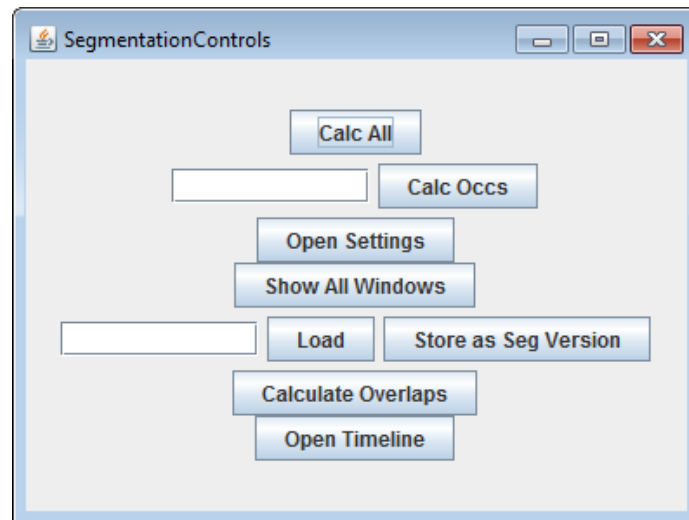 SegmentationControls
Calc All
Calc Occs
Open Settings
Show All Windows
Load Store as Seg Version
Calculate Overlaps
Open Timeline